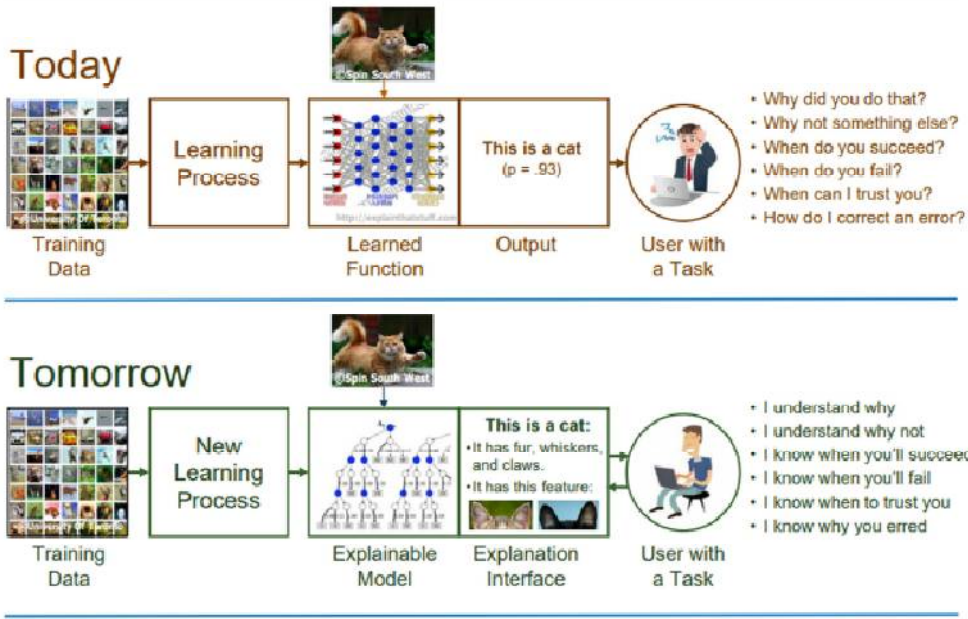 ©Spin South West
Today
Learning
Process
This is a cat
(p = .93)
• Why did you do that?
• Why not something else?
• When do you succeed?
• When do you fail?
• When can I trust you?
• How do I correct an error?
http://explainthatstuff.com
Training
Data
Learned
Function
Output
User with
a Task
©Spin South West
Tomorrow
New
Learning
Process
This is a cat:
• It has fur, whiskers,
and claws.
• It has this feature:
• I understand why
• I understand why not
• I know when you'll succeed
• I know when you'll fail
• I know when to trust you
• I know why you erred
Training
Data
Explainable
Model
Explanation
Interface
User with
a Task